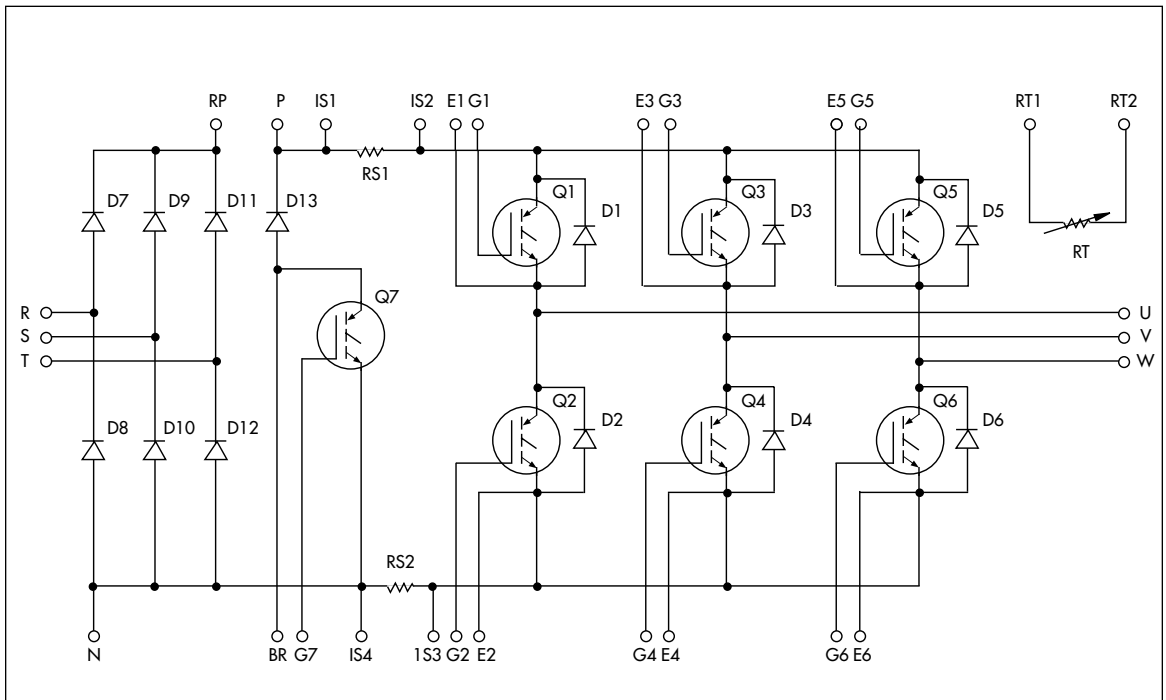 RP P IS1 IS2 E1 G1 E3 G3 E5 G5 RT1 RT2
RS1
D7 D9 D11 D13 Q1 D1 Q3 D3 Q5 D5
RT
Q7
R U
S V
T W
D8 D10 D12 Q2 D2 Q4 D4 Q6 D6
RS2
N BR G7 IS4 1S3 G2 E2 G4 E4 G6 E6